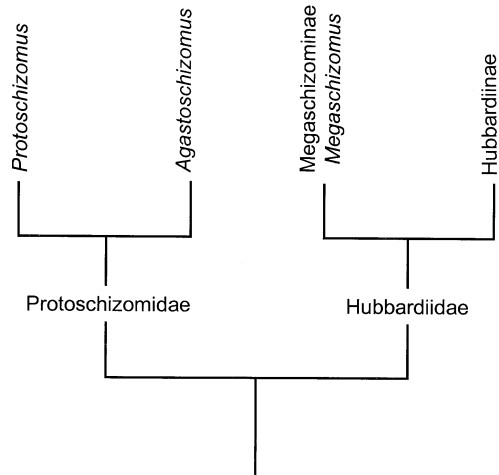 Protoschizomus
Agastoschizomus
Megaschizominae
Megaschizomus
Hubbardiinae
Protoschizomidae
Hubbardiidae